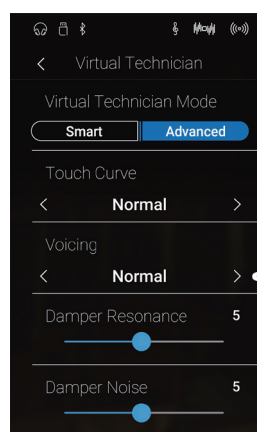 Virtual Technician
Virtual Technician Mode
Smart Advanced
Touch Curve
Normal
Voicing
Normal
Damper Resonance 5
Damper Noise 5